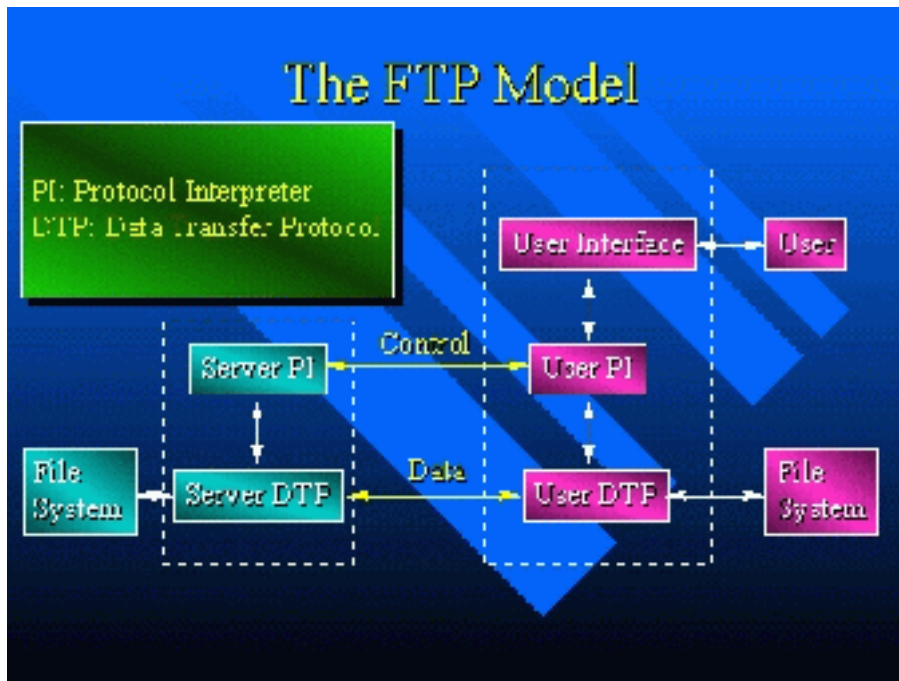 The FTP Model
PI: Protocol Interpreter
DTP: Data Transfer Protocol
User Interface
User
Control
Server PI
User PI
File
System
Server DTP
Data
User DTP
File
System